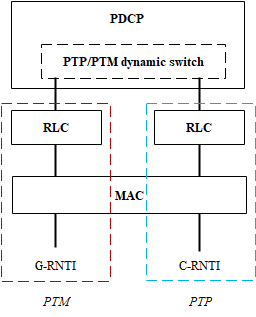 PDCP
PTP/PTM dynamic switch
RLC RLC
MAC
G-RNTI C-RNTI
PTM PTP